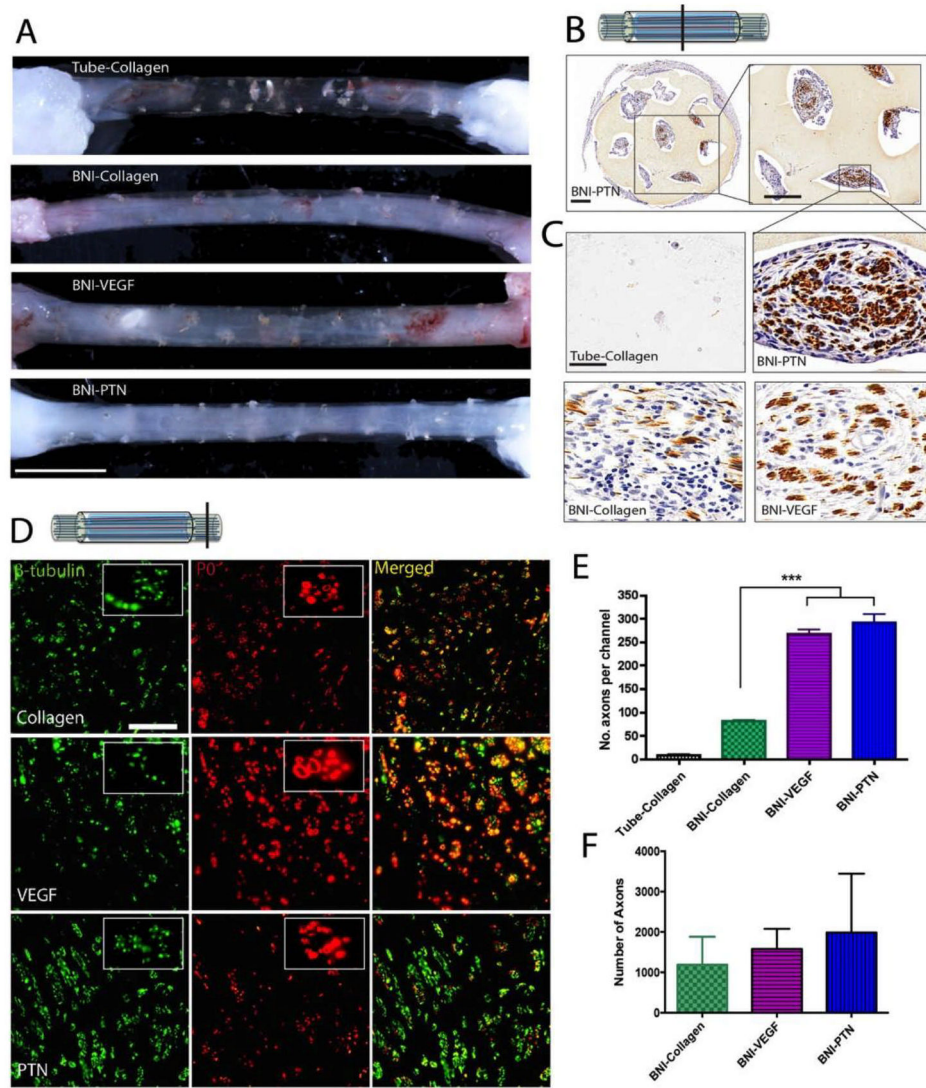 A
Tube-Collagen
BNI-Collagen
BNI-VEGF
BNI-PTN
B
BNI-PTN
C
Tube-Collagen
BNI-PTN
BNI-Collagen
BNI-VEGF
D
β-tubulin
P0
Merged
Collagen
VEGF
PTN
E
***
No. axons per channel
350
300
250
200
150
100
50
0
Tube-Collagen
BNI-Collagen
BNI-VEGF
BNI-PTN
F
Number of Axons
4000
3000
2000
1000
0
BNI-Collagen
BNI-VEGF
BNI-PTN